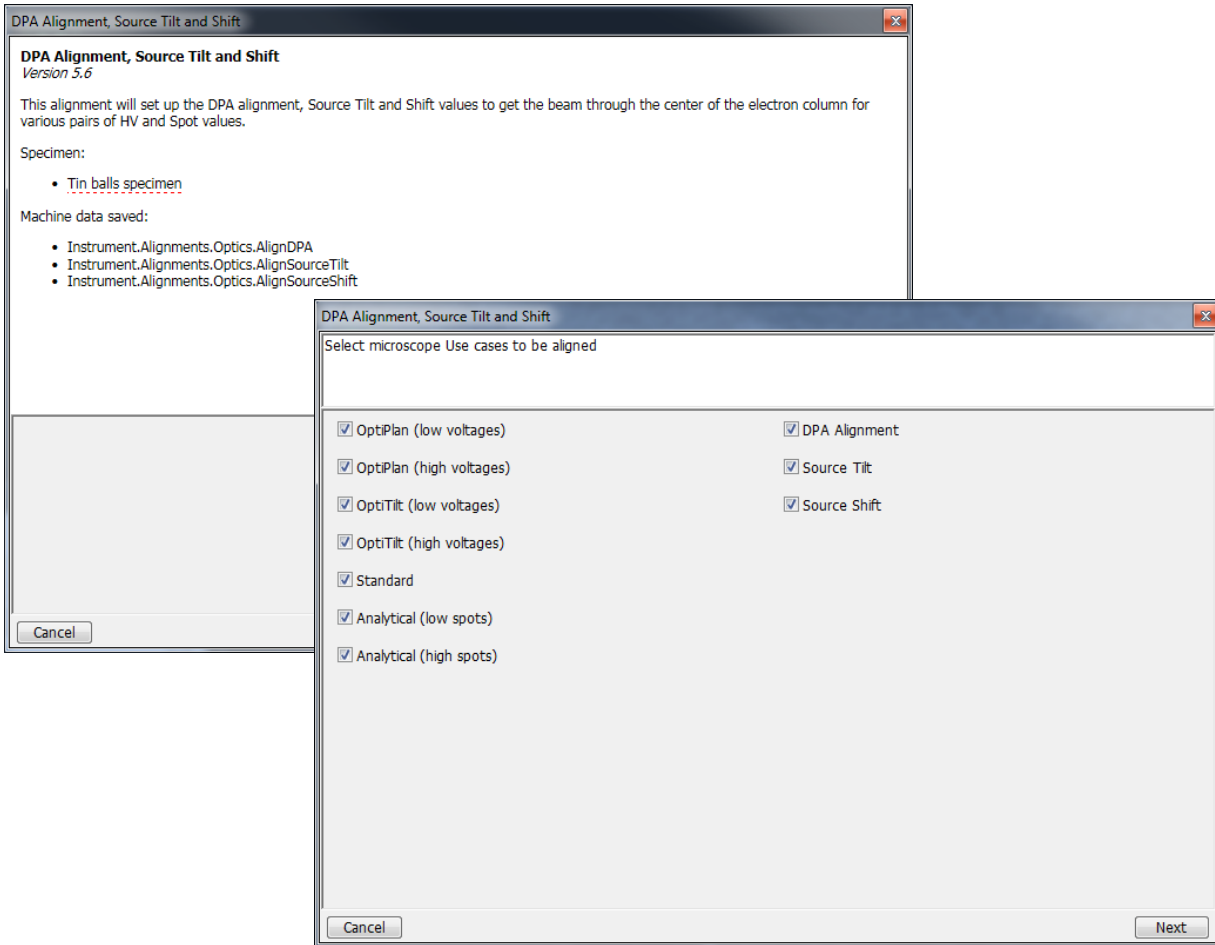 DPA Alignment, Source Tilt and Shift
DPA Alignment, Source Tilt and Shift
Version 5.6
This alignment will set up the DPA alignment, Source Tilt and Shift values to get the beam through the center of the electron column for
various pairs of HV and Spot values.
Specimen:
• Tin balls specimen
Machine data saved:
• Instrument.Alignments.Optics.AlignDPA
• Instrument.Alignments.Optics.AlignSourceTilt
• Instrument.Alignments.Optics.AlignSourceShift
Cancel
DPA Alignment, Source Tilt and Shift
Select microscope Use cases to be aligned
OptiPlan (low voltages)
OptiPlan (high voltages)
OptiTilt (low voltages)
OptiTilt (high voltages)
Standard
Analytical (low spots)
Analytical (high spots)
DPA Alignment
Source Tilt
Source Shift
Cancel
Next